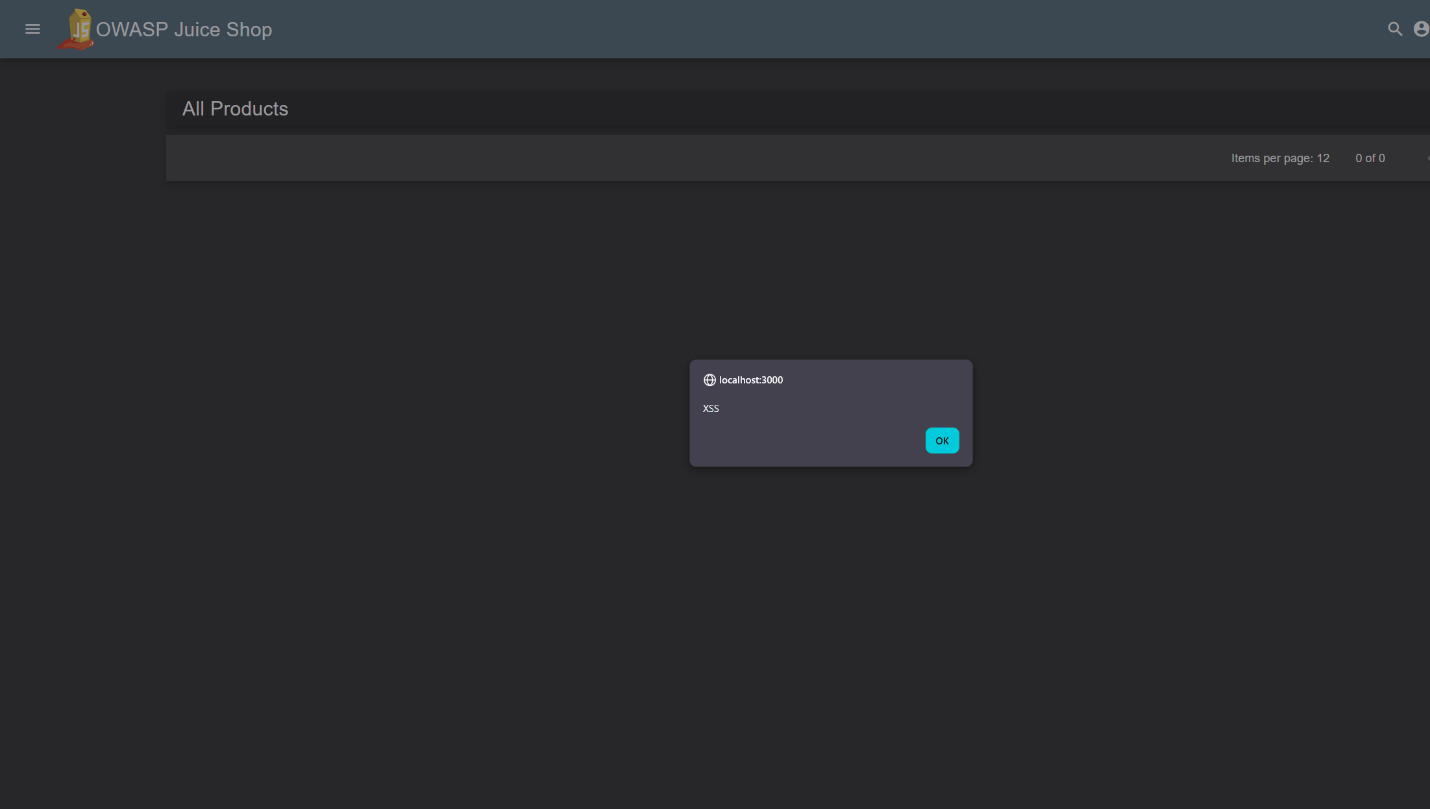 OWASP Juice Shop
All Products
Items per page: 12 0 of 0
localhost:3000
XSS
OK